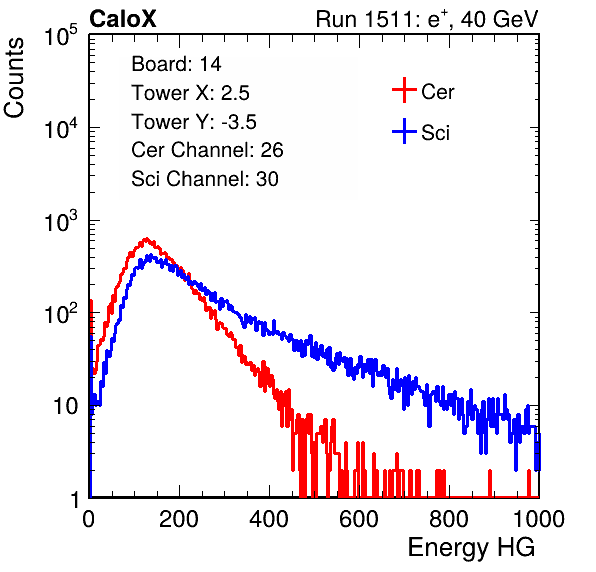 CaloX Run 1511: e⁺, 40 GeV
Counts
10⁵
10⁴
10³
10²
10
1
Board: 14
Tower X: 2.5
Tower Y: -3.5
Cer Channel: 26
Sci Channel: 30
Cer
Sci
0 200 400 600 800 1000
Energy HG